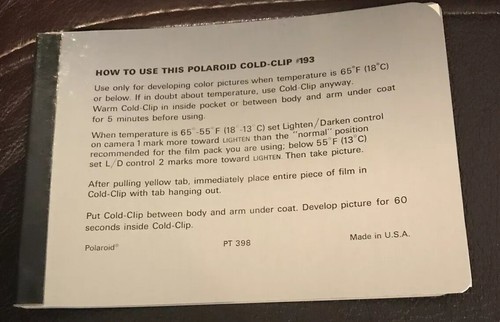 HOW TO USE THIS POLAROID COLD-CLIP #193
Use only for developing color pictures when temperature is 65°F (18°C)
or below. If in doubt about temperature, use Cold-Clip anyway.
Warm Cold-Clip in inside pocket or between body and arm under coat
for 5 minutes before using.
When temperature is 65°-55°F (18°-13°C) set Lighten/Darken control
on camera 1 mark more toward LIGHTEN than the "normal" position
recommended for the film pack you are using; below 55°F (13°C)
set L/D control 2 marks more toward LIGHTEN. Then take picture.
After pulling yellow tab, immediately place entire piece of film in
Cold-Clip with tab hanging out.
Put Cold-Clip between body and arm under coat. Develop picture for 60
seconds inside Cold-Clip.
Polaroid® PT 398 Made in U.S.A.